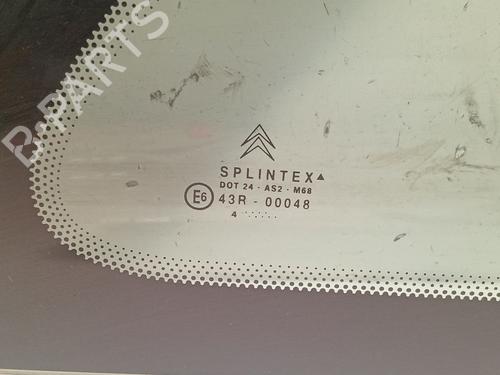 B-PARTS
SPLINTEX
DOT 24 - AS2 - M68
E6 43R - 00048
4 ......